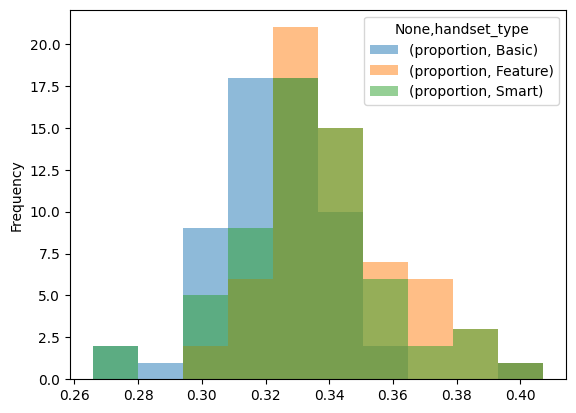 None,handset_type
(proportion, Basic)
(proportion, Feature)
(proportion, Smart)
Frequency
20.0
17.5
15.0
12.5
10.0
7.5
5.0
2.5
0.0
0.26 0.28 0.30 0.32 0.34 0.36 0.38 0.40